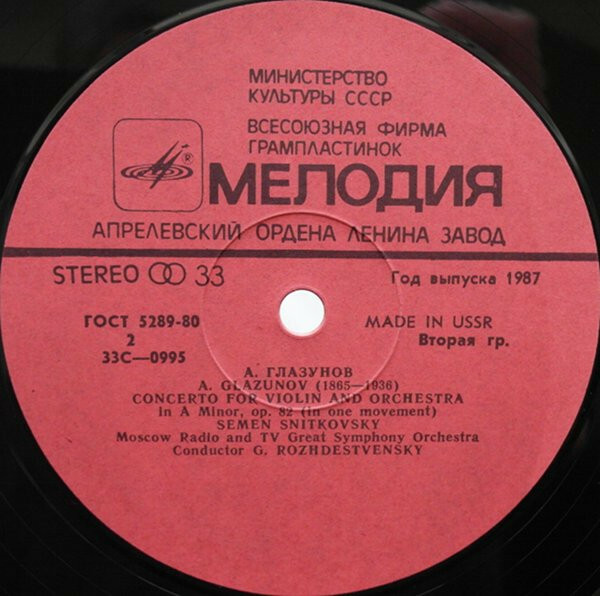 МИНИСТЕРСТВО
КУЛЬТУРЫ СССР
ВСЕСОЮЗНАЯ ФИРМА
ГРАМПЛАСТИНОК
®
МЕЛОДИЯ
АПРЕЛЕВСКИЙ ОРДЕНА ЛЕНИНА ЗАВОД
STEREO 33
Год выпуска 1987
ГОСТ 5289-80
MADE IN USSR
2
Вторая гр.
33С—0995
А. ГЛАЗУНОВ
A. GLAZUNOV (1865—1936)
CONCERTO FOR VIOLIN AND ORCHESTRA
in A Minor, op. 82 (in one movement)
SEMEN SNITKOVSKY
Moscow Radio and TV Great Symphony Orchestra
Conductor G. ROZHDESTVENSKY